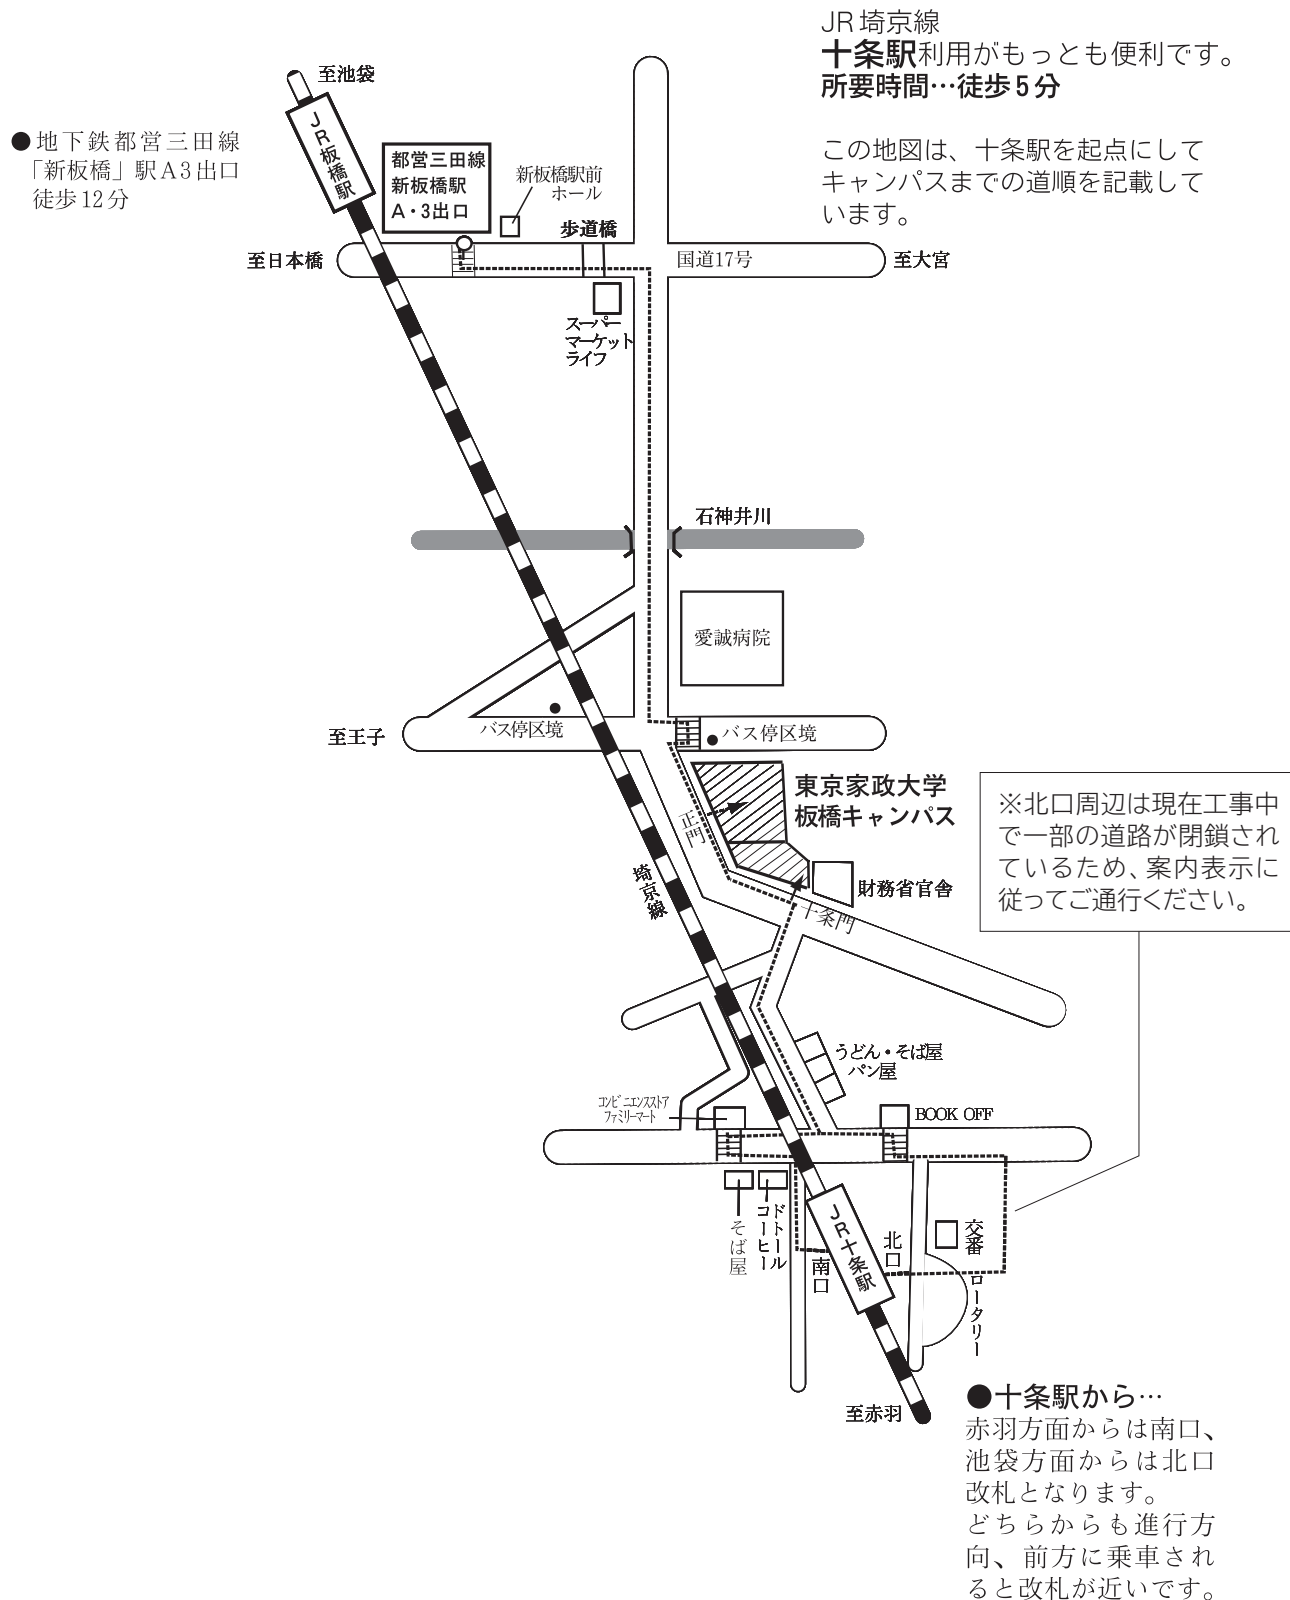 JR埼京線
十条駅利用がもっとも便利です。
所要時間…徒歩5分
この地図は、十条駅を起点にして
キャンパスまでの道順を記載して
います。
至池袋
JR板橋駅
●地下鉄都営三田線
「新板橋」駅A3出口
徒歩12分
都営三田線
新板橋駅
A・3出口
新板橋駅前
ホール
歩道橋
至日本橋
国道17号
至大宮
スーパー
マーケット
ライフ
石神井川
愛誠病院
至王子
バス停区境
バス停区境
東京家政大学
板橋キャンパス
正門
※北口周辺は現在工事中
で一部の道路が閉鎖され
ているため、案内表示に
従ってご通行ください。
埼京線
財務省官舎
十条門
うどん・そば屋
パン屋
コンビニエンスストア
ファミリーマート
BOOK OFF
そば屋
ドトール
コーヒー
南口
JR十条駅
北口
交番
ロータリー
至赤羽
●十条駅から…
赤羽方面からは南口、
池袋方面からは北口
改札となります。
どちらからも進行方
向、前方に乗車され
ると改札が近いです。